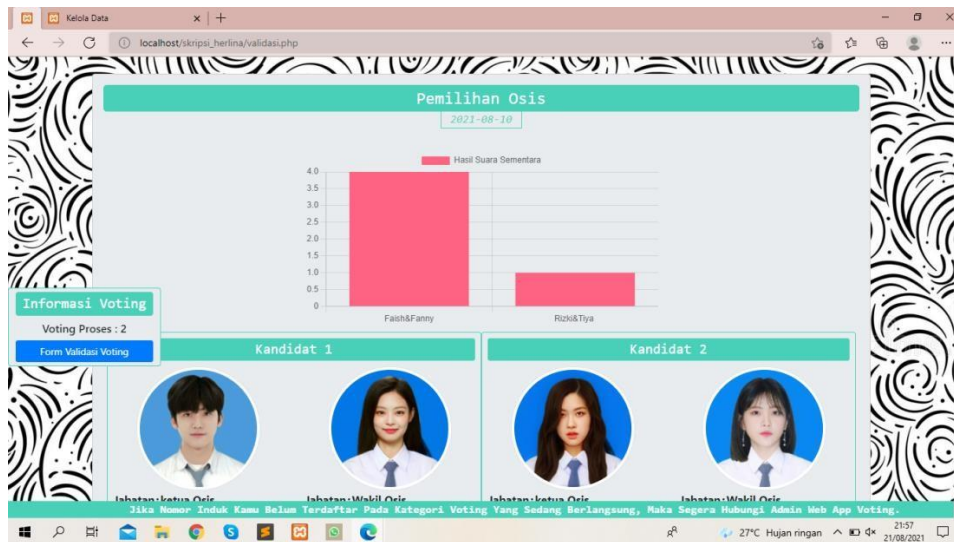 Kelola Data
localhost/skripsi_herlina/validasi.php
Pemilihan Osis
2021-08-10
Hasil Suara Sementara
4.0
3.5
3.0
2.5
2.0
1.5
1.0
0.5
0
Faish&Fanny
Rizki&Tiya
Informasi Voting
Voting Proses : 2
Form Validasi Voting
Kandidat 1
Kandidat 2
Jabatan : ketua Osis
Jabatan : Wakil Osis
Jabatan : ketua Osis
Jabatan : Wakil Osis
Jika Nomor Induk Kamu Belum Terdaftar Pada Kategori Voting Yang Sedang Berlangsung, Maka Segera Hubungi Admin Web App Voting.
27°C Hujan ringan
21:57
21/08/2021